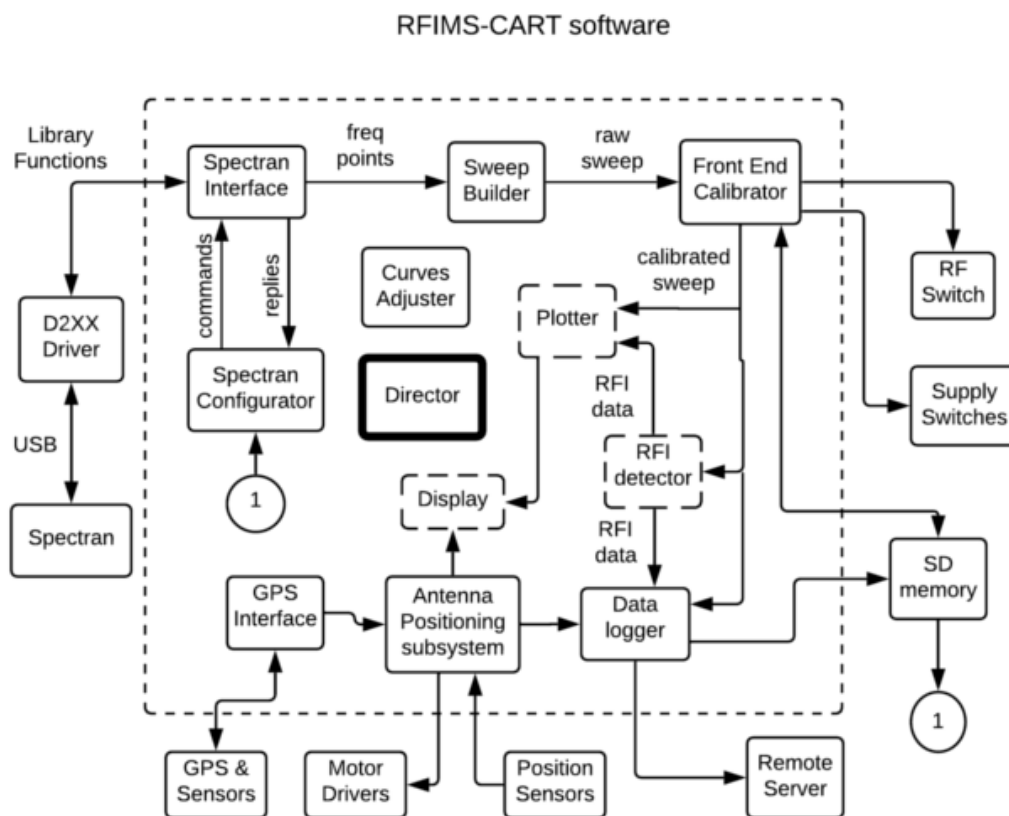 RFIMS-CART software
Library
Functions
Spectran
Interface
freq
points
Sweep
Builder
raw
sweep
Front End
Calibrator
commands
replies
Curves
Adjuster
calibrated
sweep
Plotter
RF
Switch
D2XX
Driver
Spectran
Configurator
Director
RFI
data
Supply
Switches
USB
RFI
detector
1
Display
Spectran
RFI
data
SD
memory
GPS
Interface
Antenna
Positioning
subsystem
Data
logger
1
GPS &
Sensors
Motor
Drivers
Position
Sensors
Remote
Server